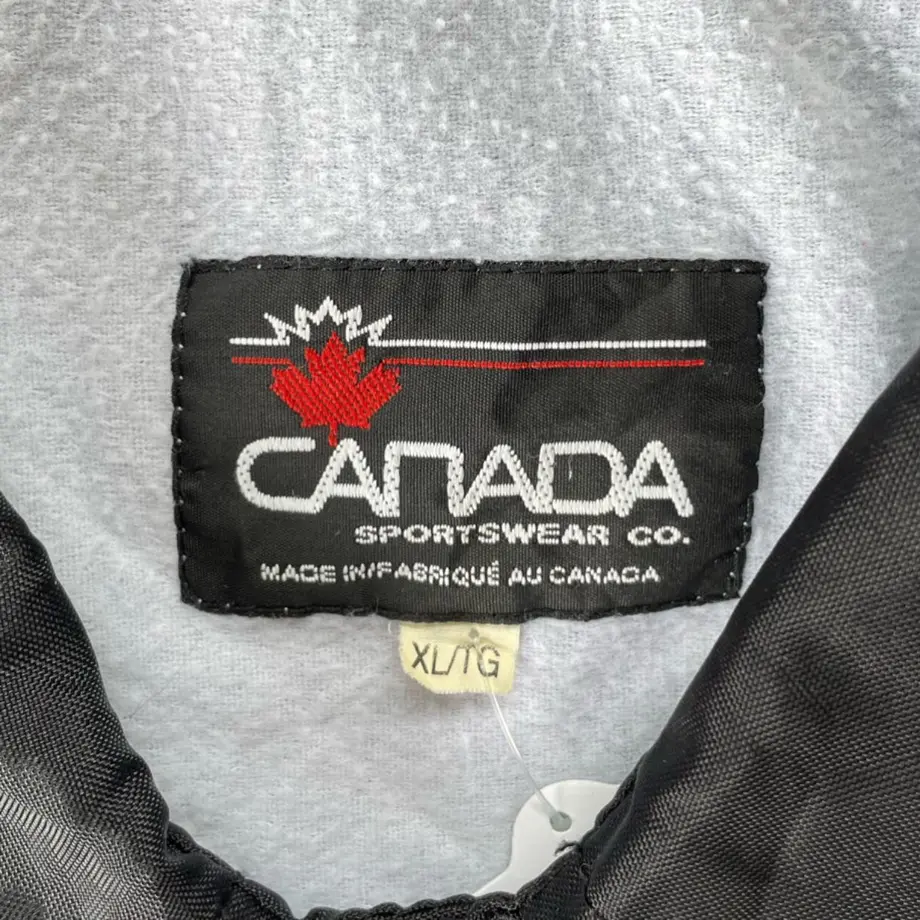 CANADA
SPORTSWEAR CO.
MADE IN/FABRIQUÉ AU CANADA
XL/TG